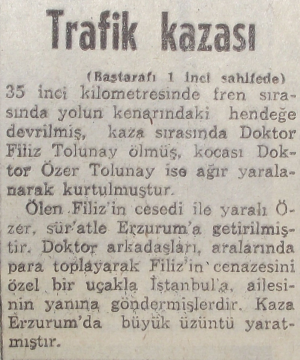 Trafik kazası
(Baştarafı 1 inci sahifede)
35 inci kilometresinde fren sıra-
sında yolun kenarındaki hendeğe
devrilmiş, kaza sırasında Doktor
Filiz Tolunay ölmüş, kocası Dok-
tor Özer Tolunay ise ağır yarala-
narak kurtulmuştur.
Ölen Filiz'in cesedi ile yaralı Ö-
zer, sür'atle Erzurum'a getirilmiş-
tir. Doktor arkadaşları, aralarında
para toplayarak Filiz'in cenazesini
özel bir uçakla İstanbul'a, ailesi-
nin yanına göndermişlerdir. Kaza
Erzurum'da büyük üzüntü yarat-
mıştır.